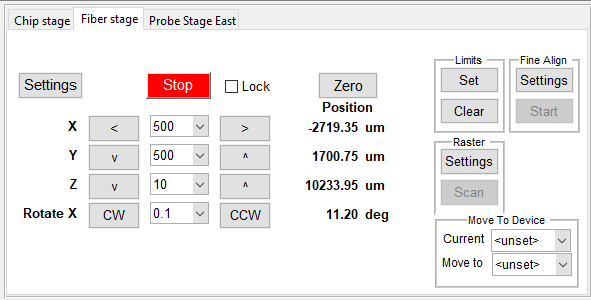 Chip stage Fiber stage Probe Stage East
Settings Stop Lock Zero
Position
X < 500 > -2719.35 um
Y v 500 ^ 1700.75 um
Z v 10 ^ 10233.95 um
Rotate X CW 0.1 CCW 11.20 deg
Limits
Set
Clear
Fine Align
Settings
Start
Raster
Settings
Scan
Move To Device
Current <unset>
Move to <unset>